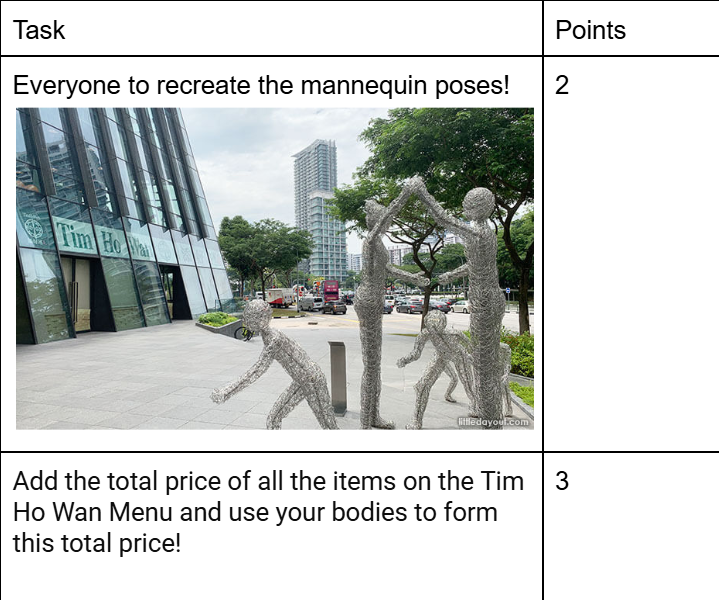 Task
Points
Everyone to recreate the mannequin poses!
2
Tim Ho Wan
littledayout.com
Add the total price of all the items on the Tim
Ho Wan Menu and use your bodies to form
this total price!
3